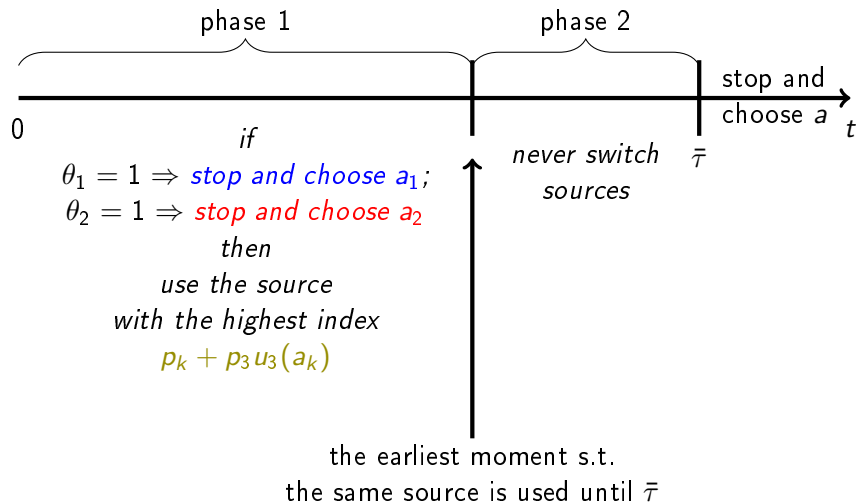 phase 1
phase 2
stop and
choose a
0
t
τ̄
if
θ₁ = 1 ⇒ stop and choose a₁;
θ₂ = 1 ⇒ stop and choose a₂
then
use the source
with the highest index
pₖ + p₃u₃(aₖ)
never switch
sources
the earliest moment s.t.
the same source is used until τ̄